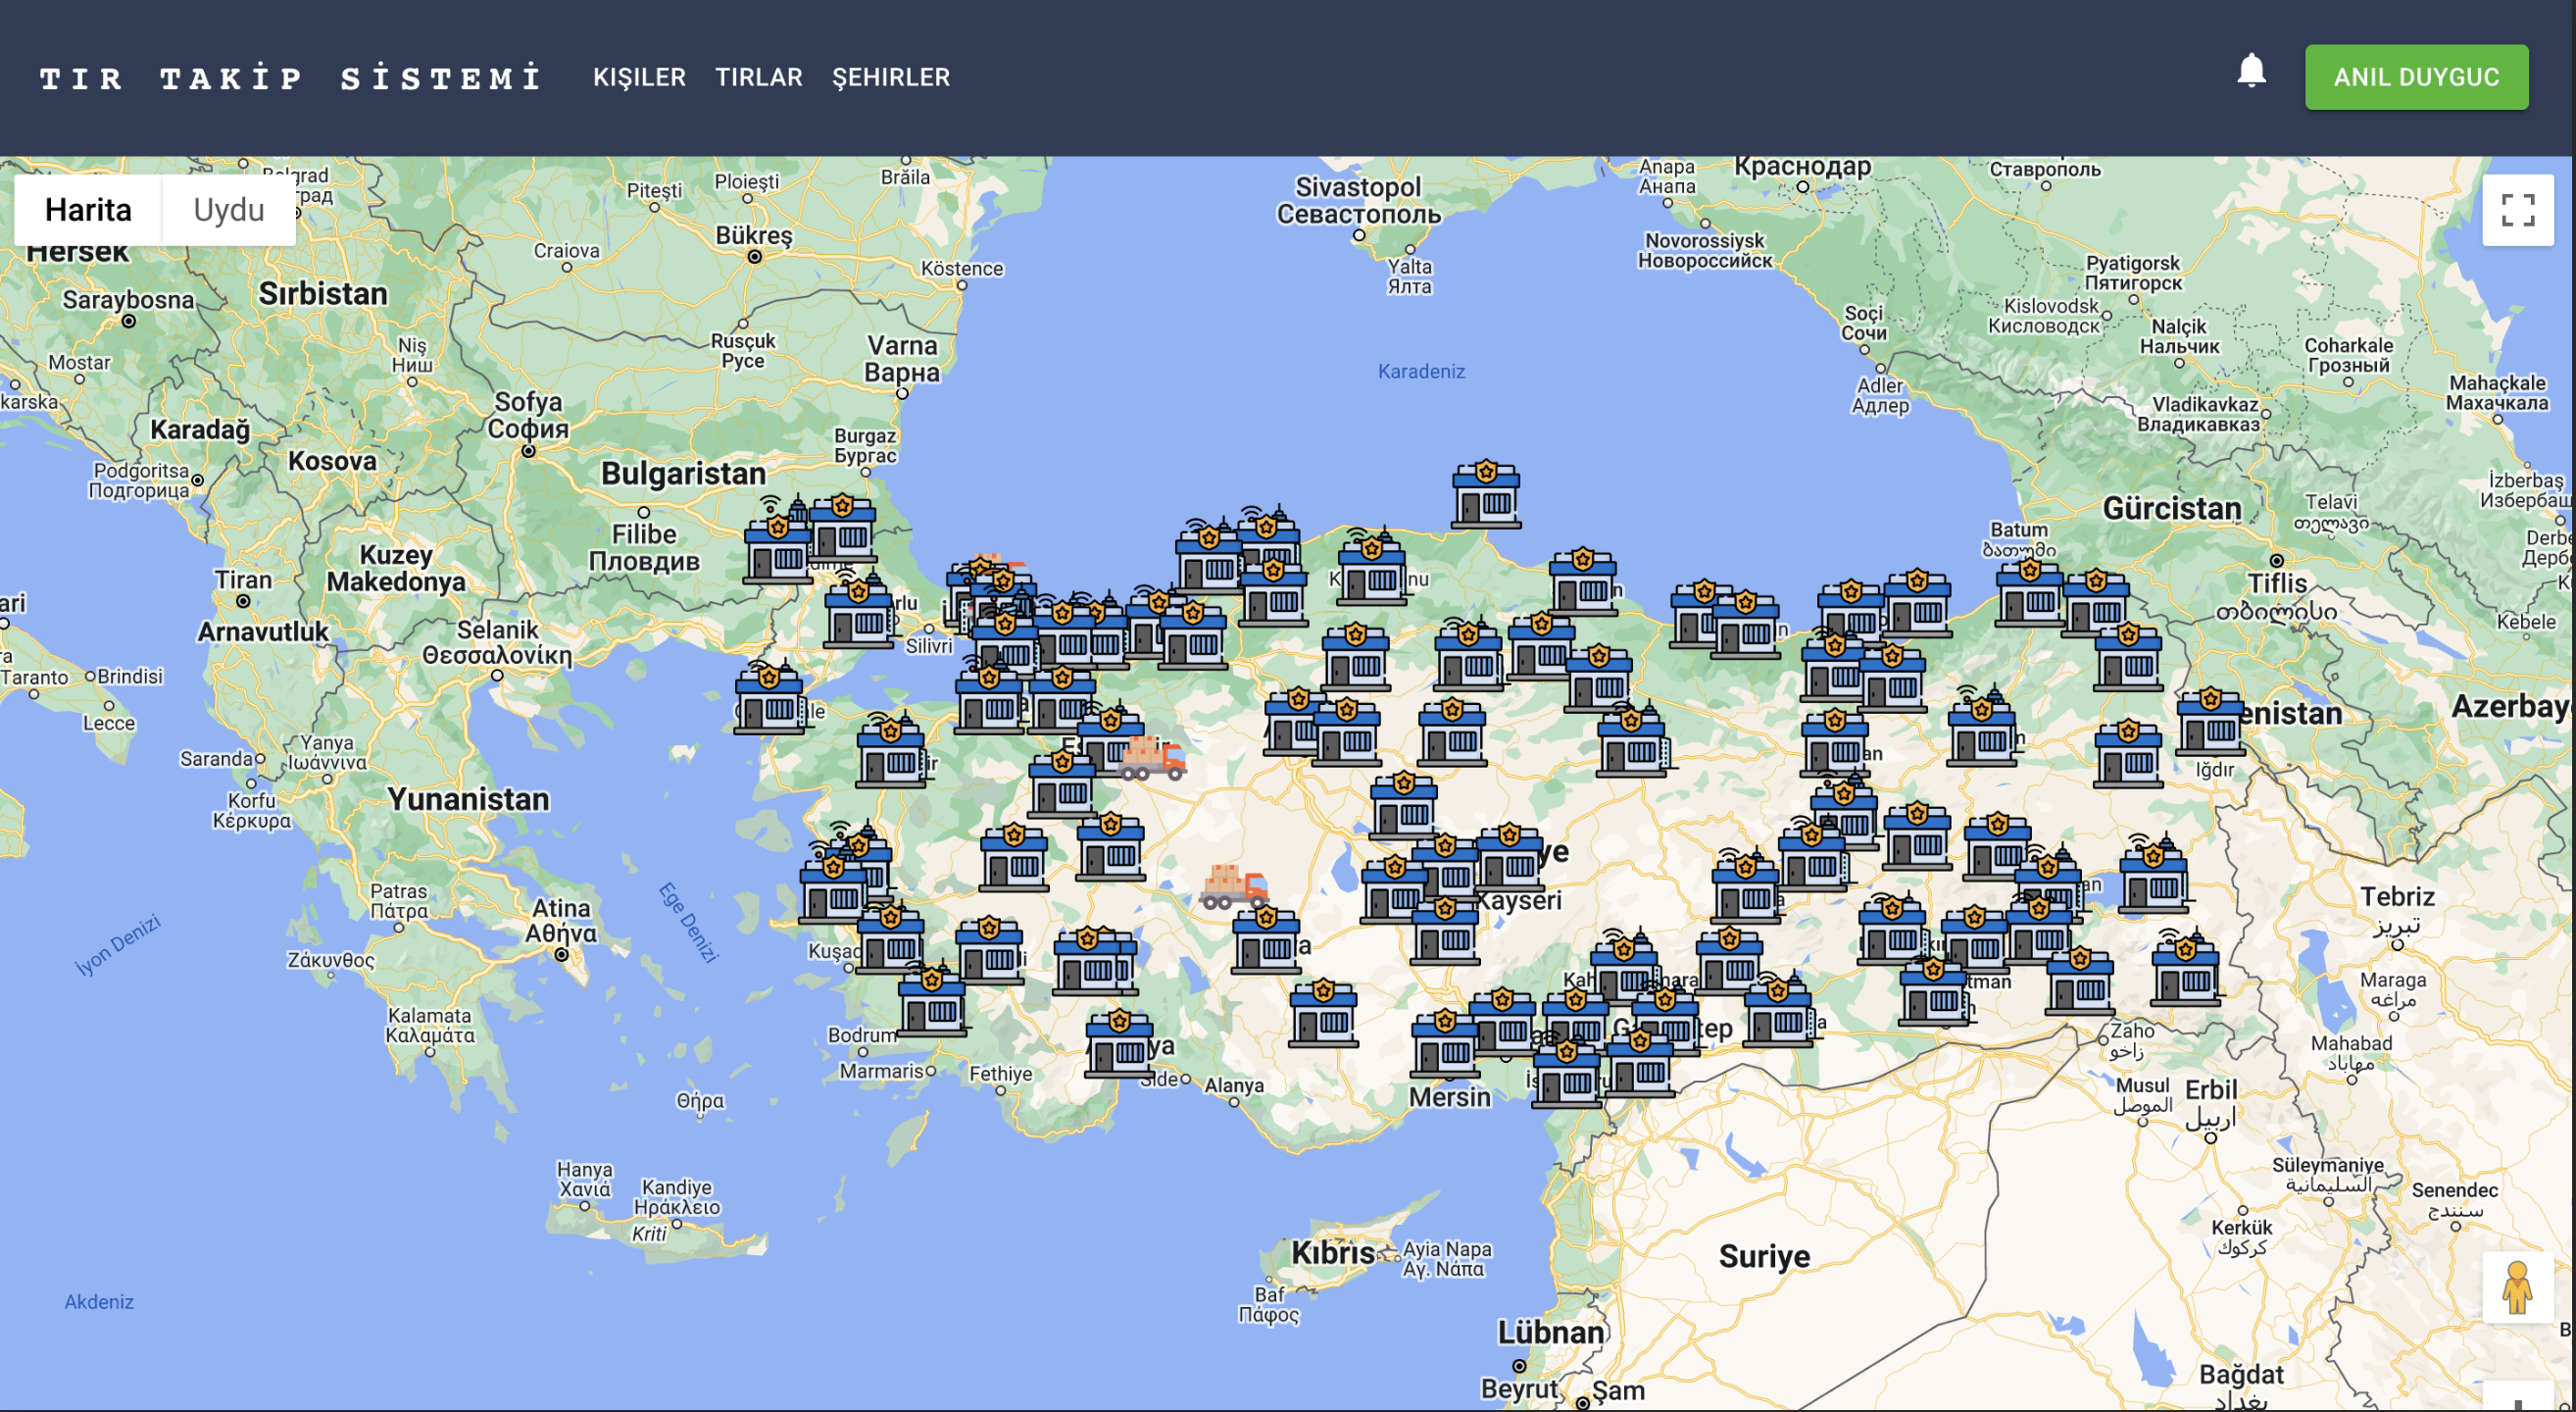 TIR TAKİP SİSTEMİ
KIŞILER
TIRLAR
ŞEHIRLER
ANIL DUYGUC
Harita
Uydu
Hersek
Saraybosna
Mostar
karska
Sırbistan
Karadağ
Podgoritsa
Подгорица
Kosova
Niş
Ниш
Piteşti
Ploieşti
Brăila
Craiova
Bükreş
Köstence
Rusçuk
Русе
Varna
Варна
Sofya
София
Burgaz
Бургас
Bulgaristan
Filibe
Пловдив
Kuzey
Makedonya
Tiran
Arnavutluk
Selanik
Θεσσαλονίκη
Taranto
Brindisi
Lecce
Saranda
Yanya
Ιωάννινα
Korfu
Κέρκυρα
Yunanistan
Patras
Πάτρα
Atina
Αθήνα
Ζάκυνθος
Kalamata
Καλαμάτα
İyon Denizi
Ege Denizi
Θήρα
Hanya
Χανιά
Kandiye
Ηράκλειο
Kriti
Akdeniz
Sivastopol
Севастополь
Yalta
Ялта
Karadeniz
Anapa
Анапа
Краснодар
Ставрополь
Novorossiysk
Новороссийск
Soçi
Сочи
Adler
Адлер
Pyatigorsk
Пятигорск
Kislovodsk
Кисловодск
Nalçik
Нальчик
Coharkale
Грозный
Vladikavkaz
Владикавказ
Mahaçkale
Махачкала
İzberbaş
Gürcistan
Telavi
თელავი
Batum
ბათუმი
Tiflis
თბილისი
Kebele
enistan
Iğdır
Silivri
Kayseri
Bodrum
Marmaris
Fethiye
Side
Alanya
Mersin
Kıbrıs
Ayia Napa
Αγ. Νάπα
Baf
Πάφος
Suriye
Lübnan
Beyrut
Şam
Zaho
زاخو
Musul
الموصل
Erbil
اربيل
Tebriz
تبریز
Maraga
مراغه
Mahabad
مهاباد
Süleymaniye
السليمانية
Senendec
سنندج
Kerkük
كركوك
Bağdat
بغداد